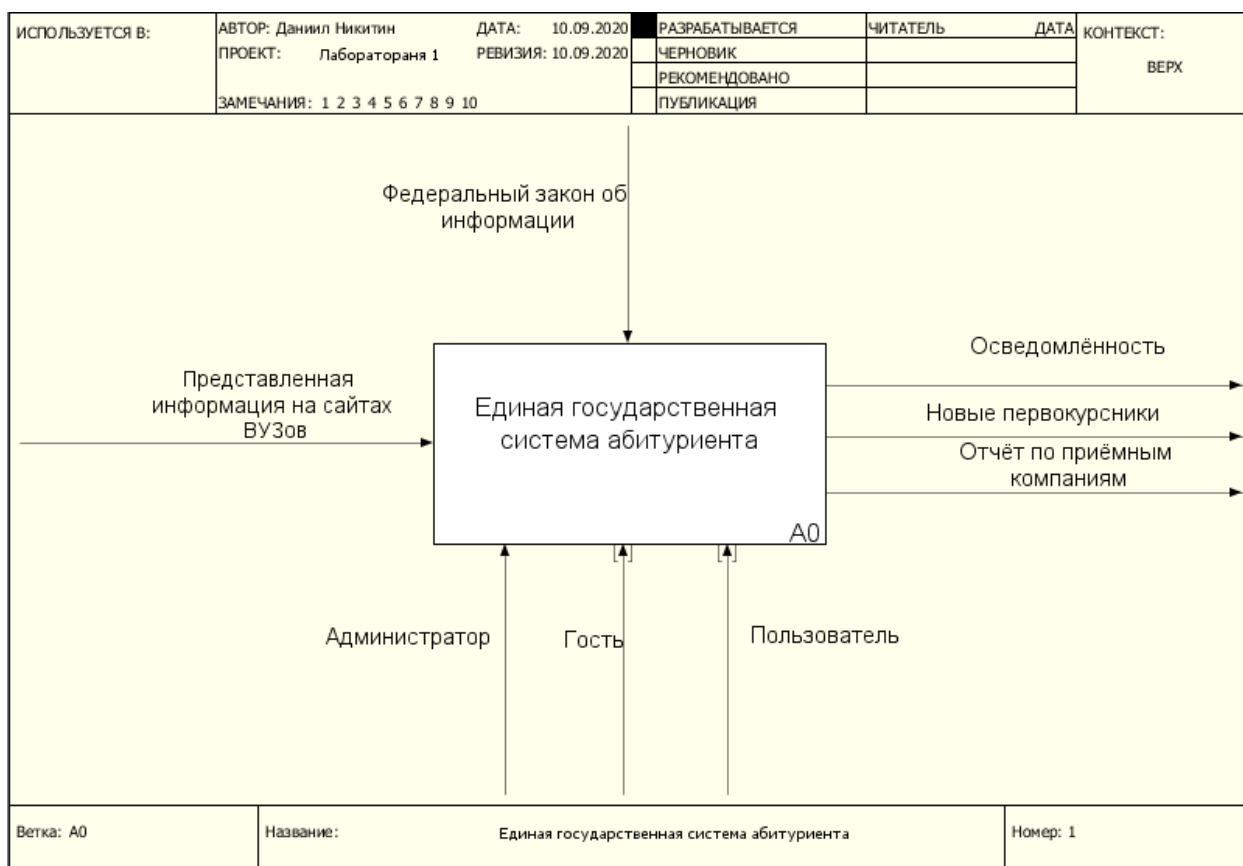 ИСПОЛЬЗУЕТСЯ В:
АВТОР: Даниил Никитин
ДАТА: 10.09.2020
ПРОЕКТ: Лаборатораня 1
РЕВИЗИЯ: 10.09.2020
ЗАМЕЧАНИЯ: 1 2 3 4 5 6 7 8 9 10
РАЗРАБАТЫВАЕТСЯ
ЧЕРНОВИК
РЕКОМЕНДОВАНО
ПУБЛИКАЦИЯ
ЧИТАТЕЛЬ ДАТА
КОНТЕКСТ:
ВЕРХ
Федеральный закон об
информации
Представленная
информация на сайтах
ВУЗов
Единая государственная
система абитуриента
A0
Осведомлённость
Новые первокурсники
Отчёт по приёмным
компаниям
Администратор
Гость
Пользователь
Ветка: A0
Название: Единая государственная система абитуриента
Номер: 1